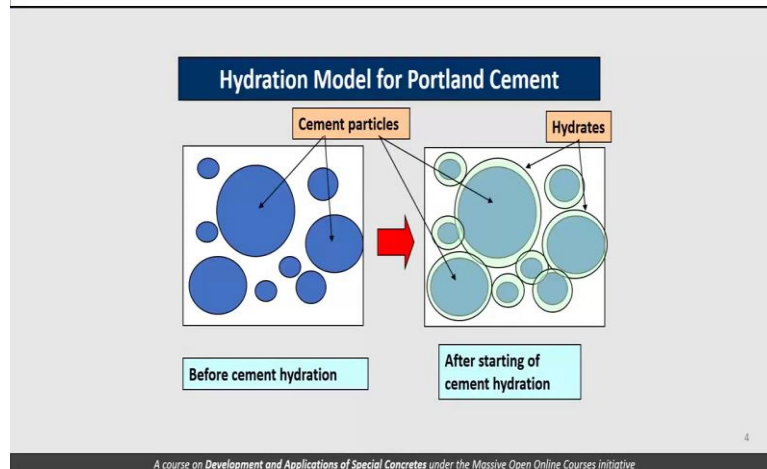 Hydration Model for Portland Cement
Cement particles
Hydrates
Before cement hydration
After starting of
cement hydration
4
A course on Development and Applications of Special Concretes under the Massive Open Online Courses initiative